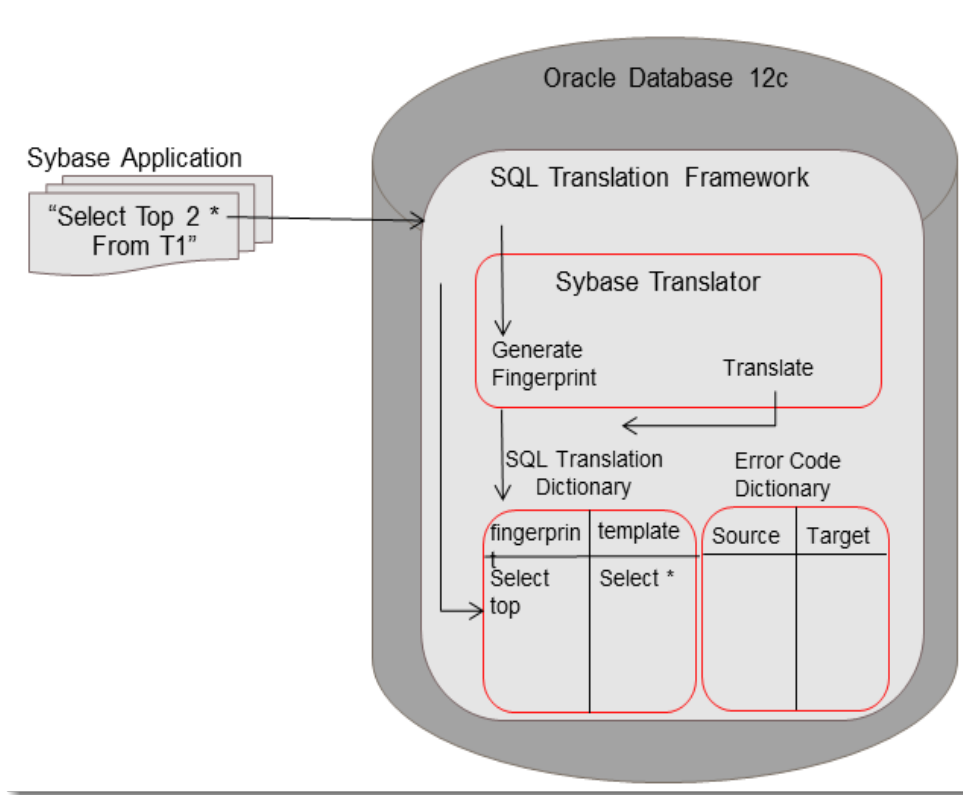 Oracle Database 12c
Sybase Application
SQL Translation Framework
“Select Top 2 *
From T1”
Sybase Translator
Generate
Fingerprint
Translate
SQL Translation
Dictionary
Error Code
Dictionary
fingerprin
t
template
Source
Target
Select
top
Select *